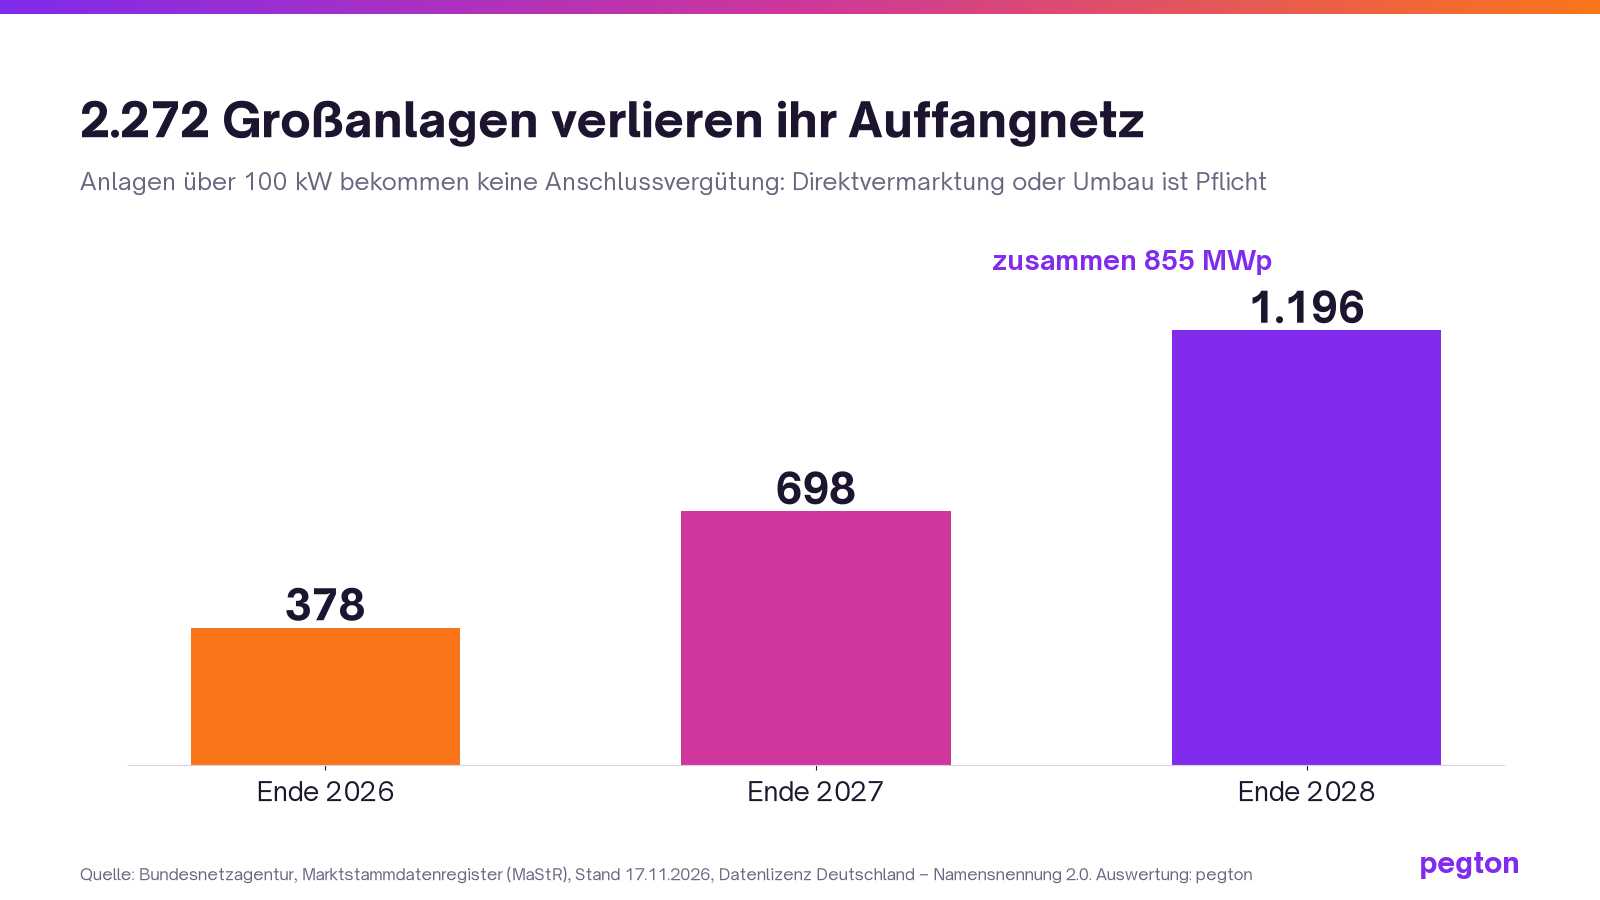 2.272 Großanlagen verlieren ihr Auffangnetz
Anlagen über 100 kW bekommen keine Anschlussvergütung: Direktvermarktung oder Umbau ist Pflicht
zusammen 855 MWp
1.196
698
378
Ende 2026
Ende 2027
Ende 2028
Quelle: Bundesnetzagentur, Marktstammdatenregister (MaStR), Stand 17.11.2026, Datenlizenz Deutschland – Namensnennung 2.0. Auswertung: pegton
pegton